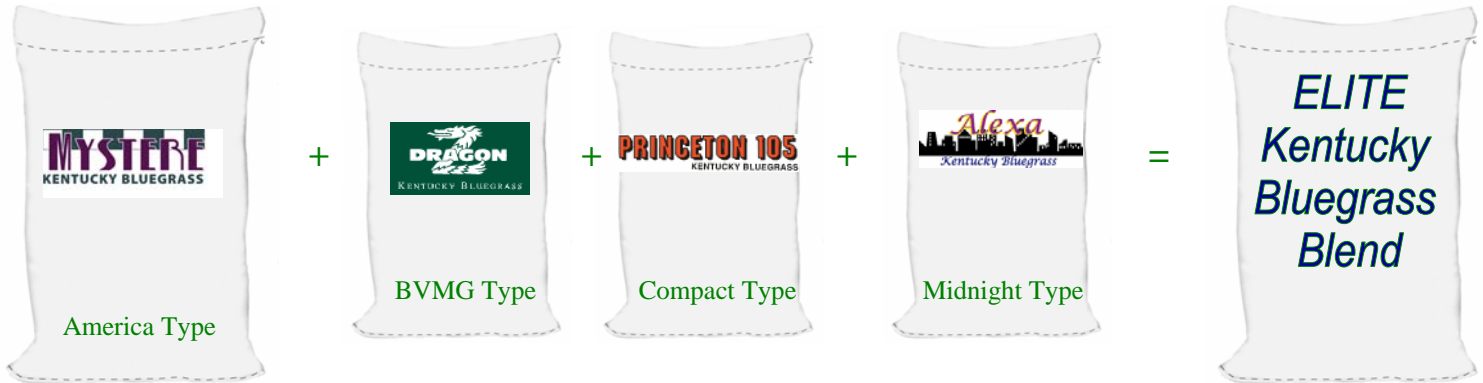 MYSTERE
KENTUCKY BLUEGRASS
America Type
+
DRAGON
KENTUCKY BLUEGRASS
BVMG Type
+
PRINCETON 105
KENTUCKY BLUEGRASS
Compact Type
+
Alexa
Kentucky Bluegrass
Midnight Type
=
ELITE
Kentucky
Bluegrass
Blend